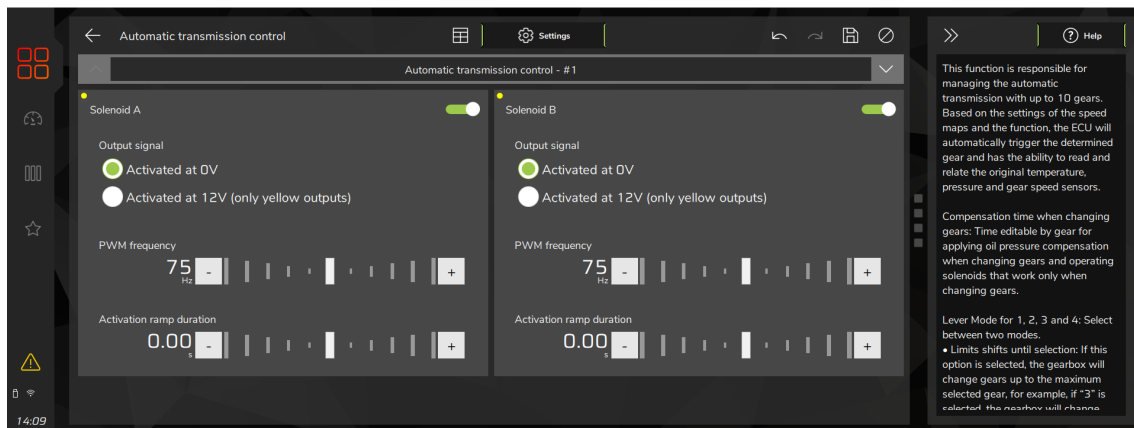 Automatic transmission control
Settings
Help
Automatic transmission control - #1
Solenoid A
Output signal
Activated at 0V
Activated at 12V (only yellow outputs)
PWM frequency
75
Hz
-
+
Activation ramp duration
0.00
s
-
+
Solenoid B
Output signal
Activated at 0V
Activated at 12V (only yellow outputs)
PWM frequency
75
Hz
-
+
Activation ramp duration
0.00
s
-
+
This function is responsible for
managing the automatic
transmission with up to 10 gears.
Based on the settings of the speed
maps and the function, the ECU will
automatically trigger the determined
gear and has the ability to read and
relate the original temperature,
pressure and gear speed sensors.
Compensation time when changing
gears: Time editable by gear for
applying oil pressure compensation
when changing gears and operating
solenoids that work only when
changing gears.
Lever Mode for 1, 2, 3 and 4: Select
between two modes.
• Limits shifts until selection: If this
option is selected, the gearbox will
change gears up to the maximum
selected gear, for example, if “3” is
selected, the gearbox will change
14:09